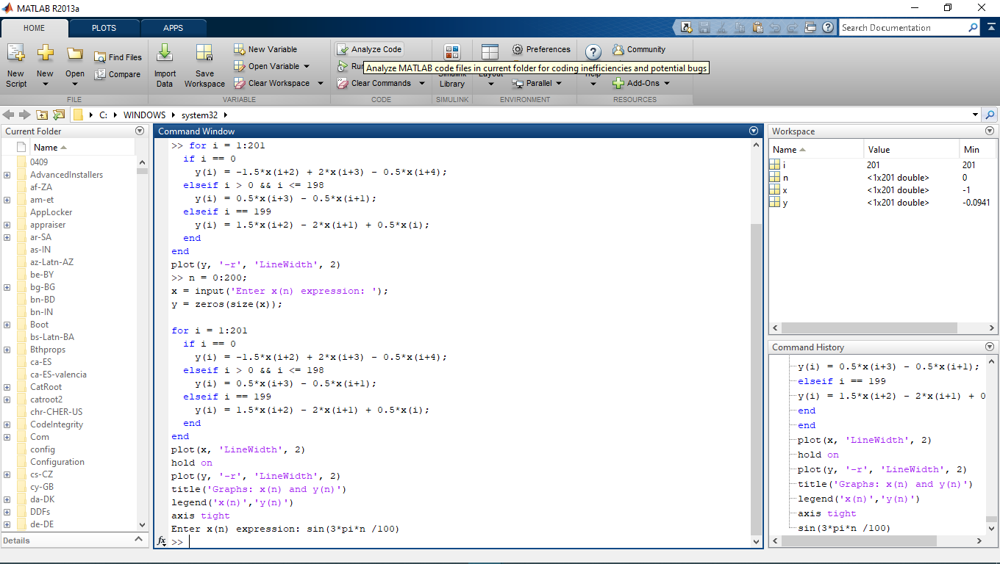 MATLAB R2013a
HOME
PLOTS
APPS
Search Documentation
New Script
New
Open
Find Files
Compare
FILE
Import Data
Save Workspace
New Variable
Open Variable
Clear Workspace
VARIABLE
Analyze Code
Analyze MATLAB code files in current folder for coding inefficiencies and potential bugs
Clear Commands
CODE
Library
SIMULINK
Preferences
Parallel
ENVIRONMENT
Community
Add-Ons
RESOURCES
C: WINDOWS system32
Current Folder
Name
0409
AdvancedInstallers
af-ZA
am-et
AppLocker
appraiser
ar-SA
as-IN
az-Latn-AZ
be-BY
bg-BG
bn-BD
bn-IN
Boot
bs-Latn-BA
Bthprops
ca-ES
ca-ES-valencia
CatRoot
catroot2
chr-CHER-US
CodeIntegrity
Com
config
Configuration
cs-CZ
cy-GB
da-DK
DDFs
de-DE
Details
Command Window
>> for i = 1:201
if i == 0
y(i) = -1.5*x(i+2) + 2*x(i+3) - 0.5*x(i+4);
elseif i > 0 && i <= 198
y(i) = 0.5*x(i+3) - 0.5*x(i+1);
elseif i == 199
y(i) = 1.5*x(i+2) - 2*x(i+1) + 0.5*x(i);
end
end
plot(y, '-r', 'LineWidth', 2)
>> n = 0:200;
x = input('Enter x(n) expression: ');
y = zeros(size(x));
for i = 1:201
if i == 0
y(i) = -1.5*x(i+2) + 2*x(i+3) - 0.5*x(i+4);
elseif i > 0 && i <= 198
y(i) = 0.5*x(i+3) - 0.5*x(i+1);
elseif i == 199
y(i) = 1.5*x(i+2) - 2*x(i+1) + 0.5*x(i);
end
end
plot(x, 'LineWidth', 2)
hold on
plot(y, '-r', 'LineWidth', 2)
title('Graphs: x(n) and y(n)')
legend('x(n)','y(n)')
axis tight
Enter x(n) expression: sin(3*pi*n /100)
fx >>
Workspace
Name Value Min
i 201 201
n <1x201 double> 0
x <1x201 double> -1
y <1x201 double> -0.0941
Command History
y(i) = 0.5*x(i+3) - 0.5*x(i+1);
elseif i == 199
y(i) = 1.5*x(i+2) - 2*x(i+1) + 0
end
end
plot(x, 'LineWidth', 2)
hold on
plot(y, '-r', 'LineWidth', 2)
title('Graphs: x(n) and y(n)')
legend('x(n)','y(n)')
axis tight
sin(3*pi*n /100)